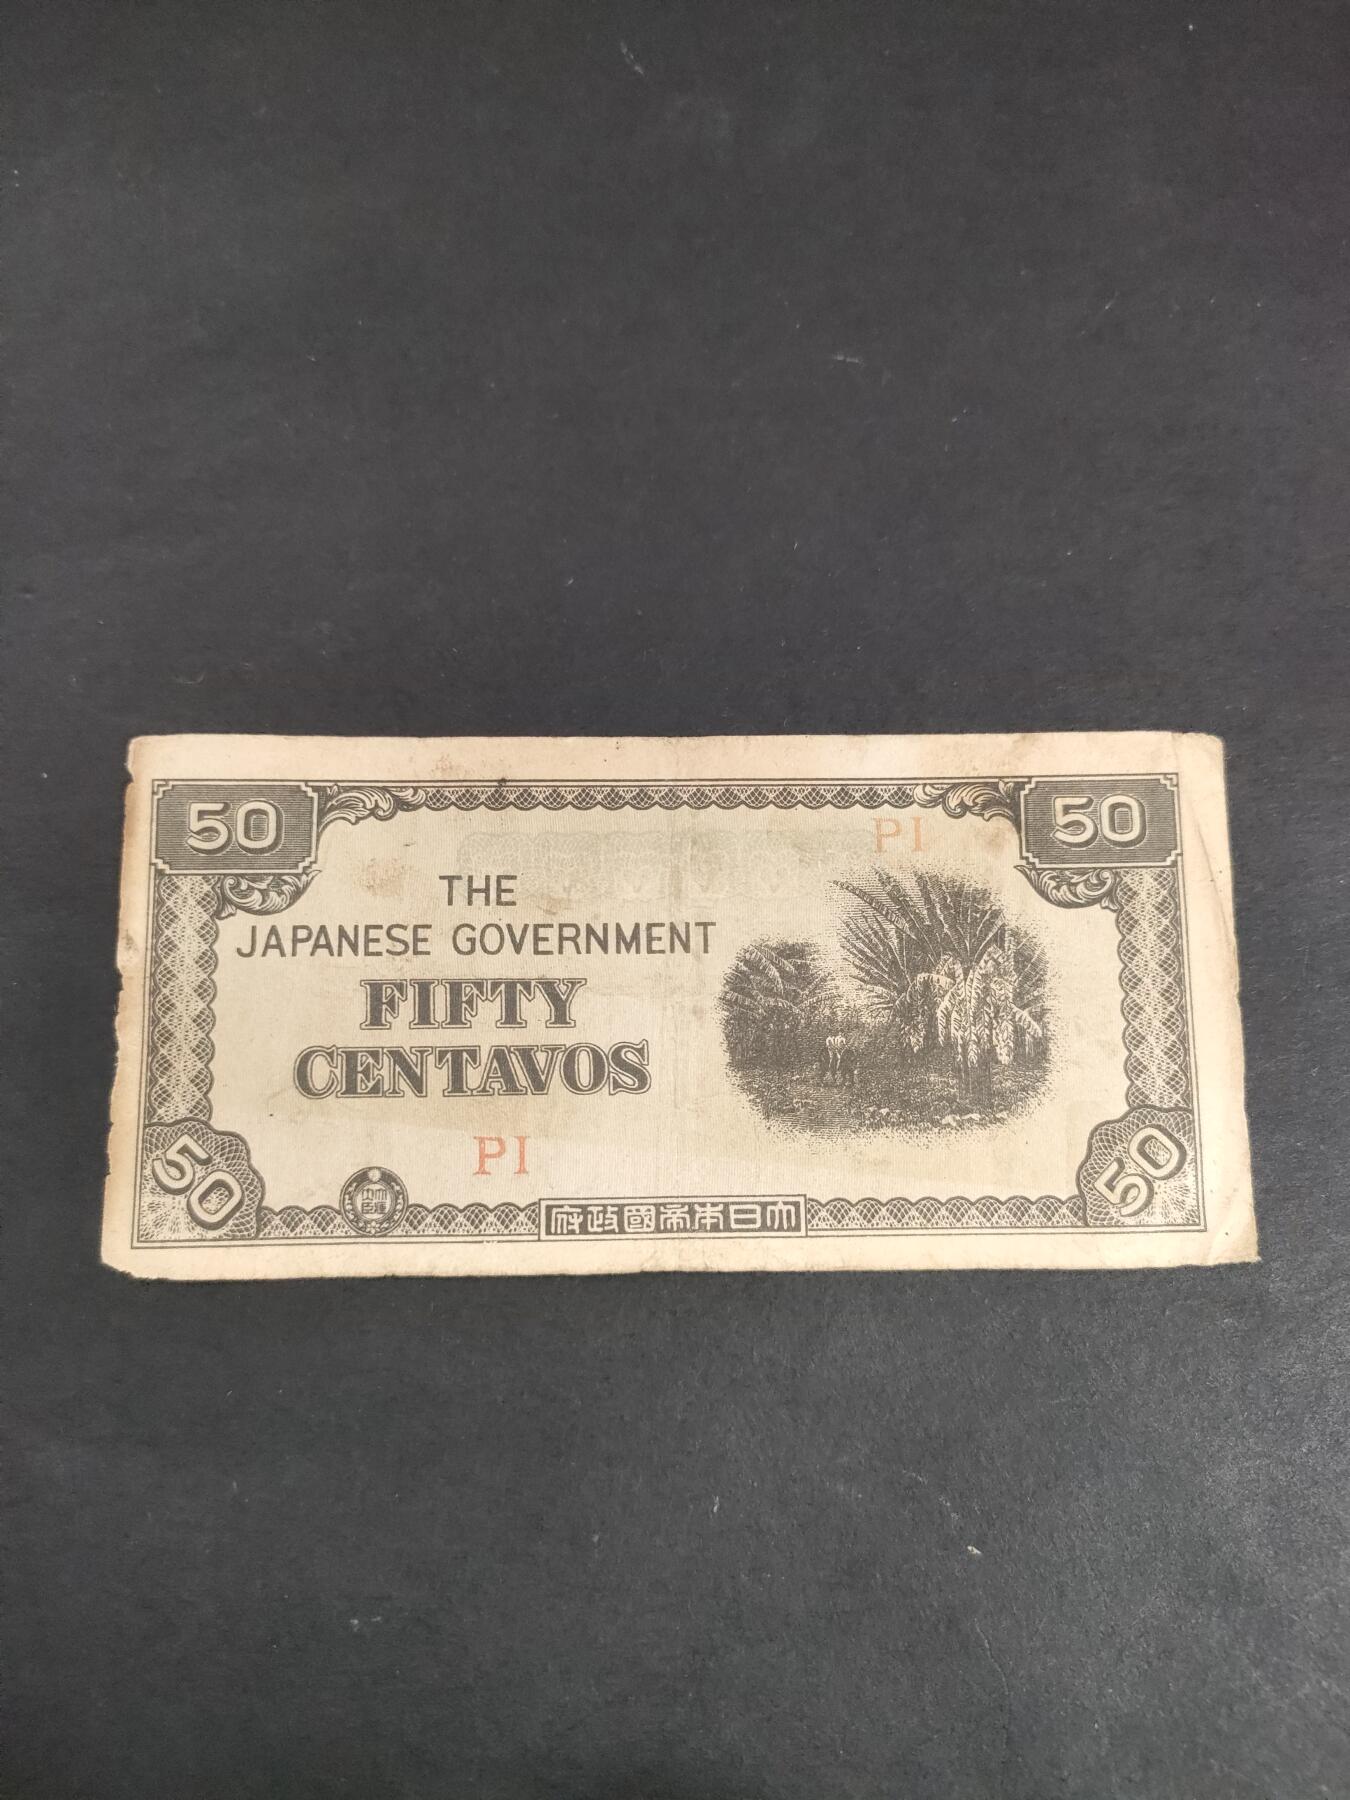 50
50
PI
THE
JAPANESE GOVERNMENT
FIFTY
CENTAVOS
PI
50
50
府政國帝本日大